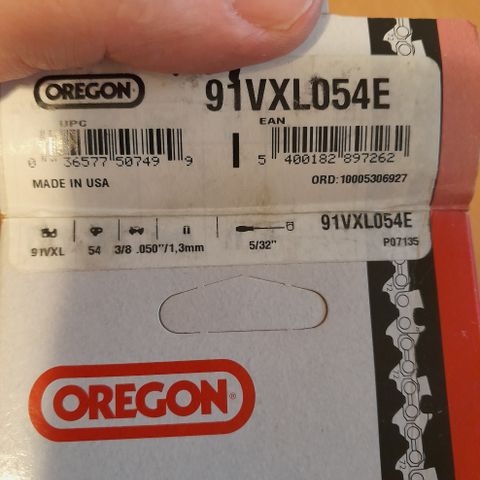 OREGON
91VXL054E
UPC
EAN
0 36577 50749 9
5 400182 897262
MADE IN USA
ORD: 10005306927
91VXL 54 3/8 .050"/1,3mm 5/32" 91VXL054E
P07135
OREGON®